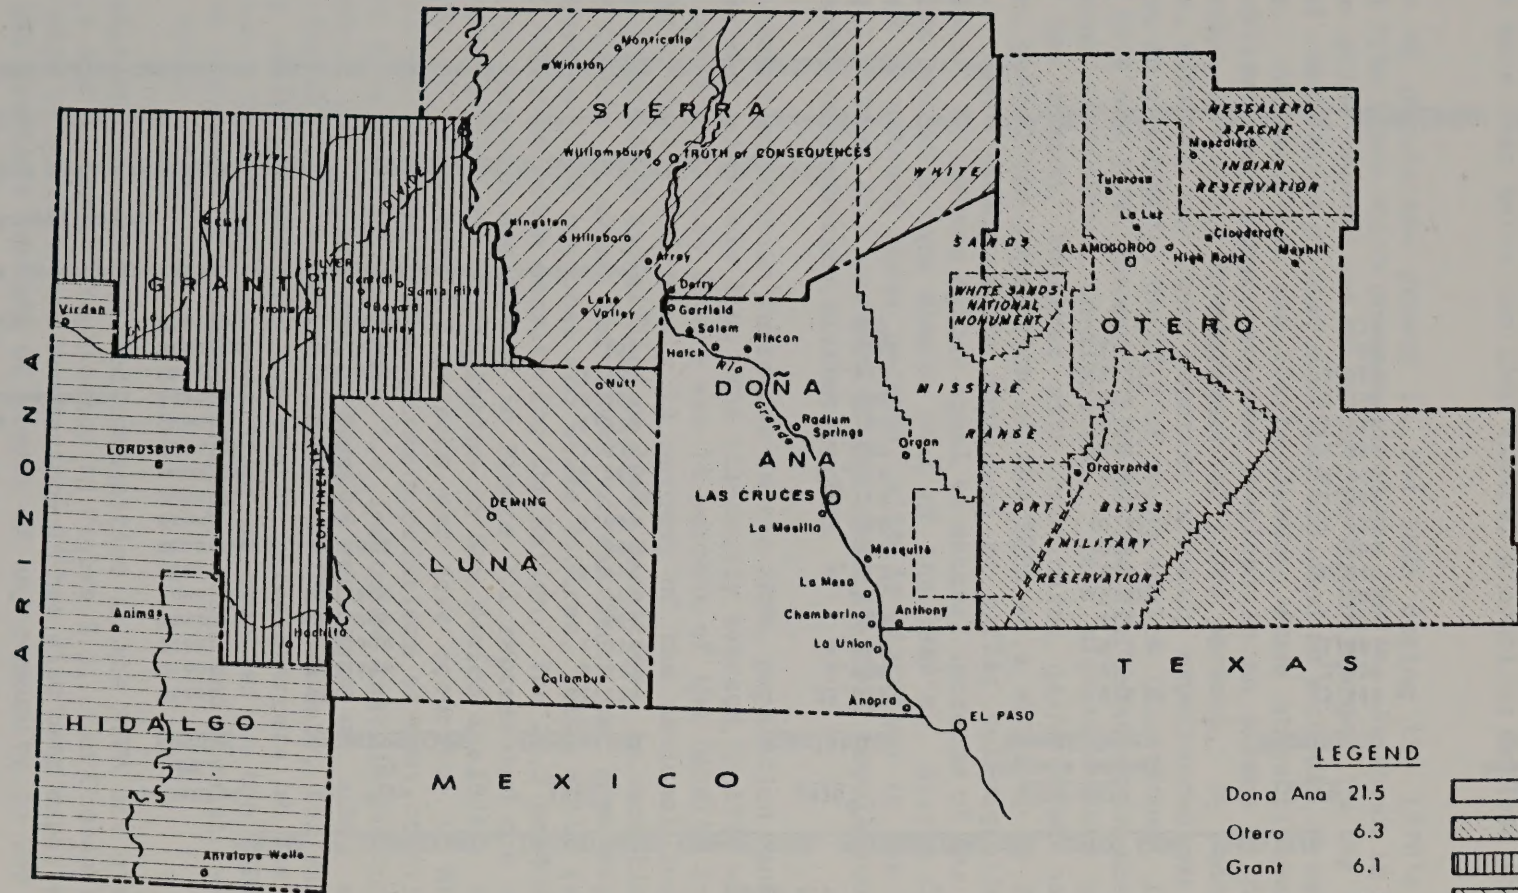 Monticello
Winston
SIERRA
Williamsburg
TRUTH or CONSEQUENCES
WHITE
MESCALERO
APACHE
Mescalero
INDIAN
RESERVATION
Tularosa
La Luz
Cloudcroft
ALAMOGORDO
High Rolls
Mayhill
RIVER
DIVIDE
Cliff
Kingston
Hillsboro
Arrey
SANDS
SILVER
CITY
Central
GRANT
Santa Rita
Tyrone
Bayard
Hurley
GILA
Virden
Derry
Garfield
Lake
Valley
Salem
Hatch
Rincon
WHITE SANDS
NATIONAL
MONUMENT
OTERO
Rio
Grande
Nutt
DOÑA
ANA
MISSILE
RANGE
Radium
Springs
Organ
Orogrande
ARIZONA
LORDSBURG
CONTINEN
DEMING
LAS CRUCES
La Mesilla
FORT BLISS
MILITARY
RESERVATION
LUNA
Mesquite
La Mesa
Chamberino
Anthony
La Union
Animas
Hachita
TEXAS
Columbus
Anapra
EL PASO
HIDALGO
MEXICO
Antelope Wells
LEGEND
Dona Ana 21.5
Otero 6.3
Grant 6.1